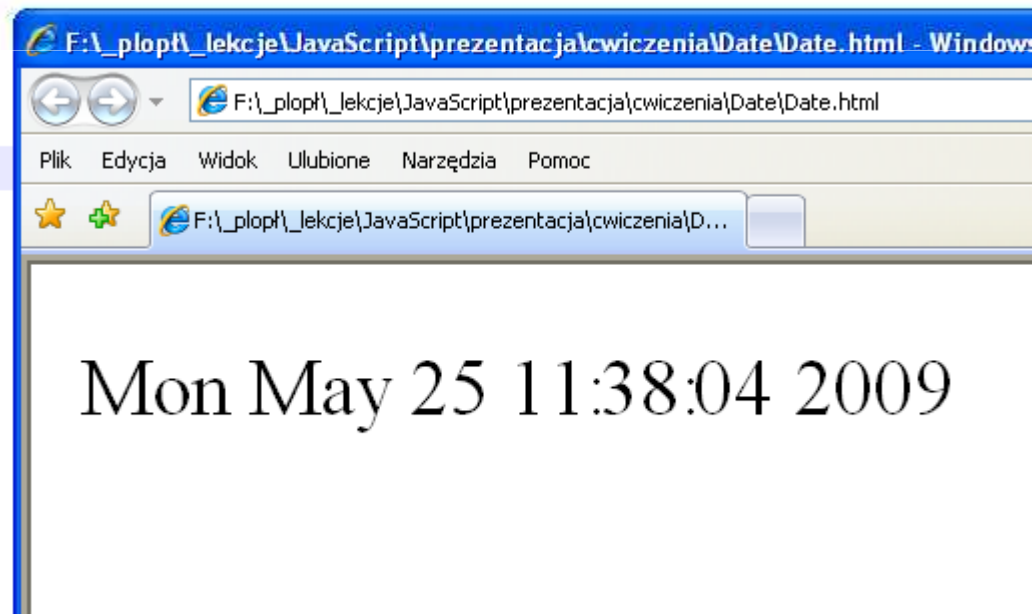 F:\_plopł\_lekcje\JavaScript\prezentacja\cwiczenia\Date\Date.html - Windows
F:\_plopł\_lekcje\JavaScript\prezentacja\cwiczenia\Date\Date.html
Plik Edycja Widok Ulubione Narzędzia Pomoc
F:\_plopł\_lekcje\JavaScript\prezentacja\cwiczenia\D...
Mon May 25 11:38:04 2009